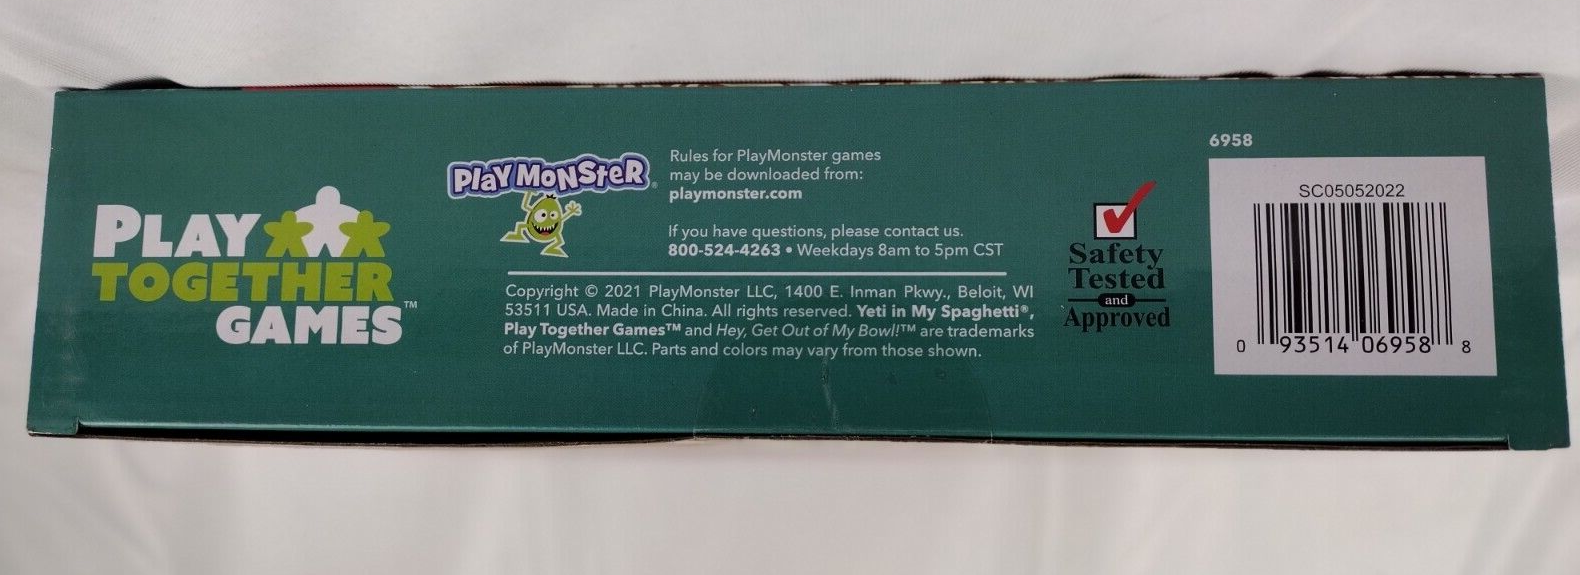 PLAY
TOGETHER
GAMES™
PLAYMONSTER®
Rules for PlayMonster games
may be downloaded from:
playmonster.com
If you have questions, please contact us.
800-524-4263 • Weekdays 8am to 5pm CST
Copyright © 2021 PlayMonster LLC, 1400 E. Inman Pkwy., Beloit, WI
53511 USA. Made in China. All rights reserved. Yeti in My Spaghetti®,
Play Together Games™ and Hey, Get Out of My Bowl!™ are trademarks
of PlayMonster LLC. Parts and colors may vary from those shown.
Safety
Tested
and
Approved
6958
SC05052022
0 93514 06958 8